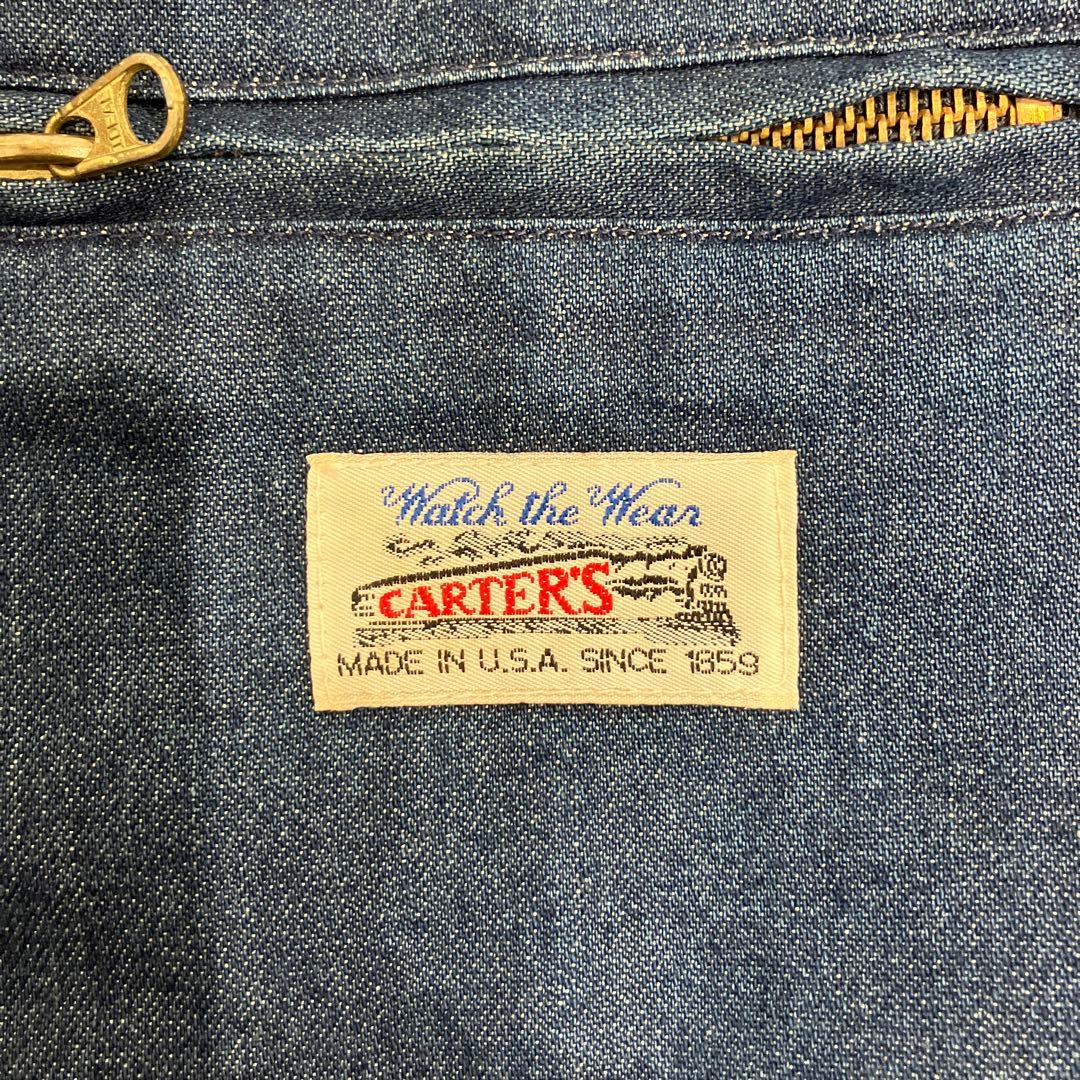 Watch the Wear
CARTER'S
MADE IN U.S.A. SINCE 1859